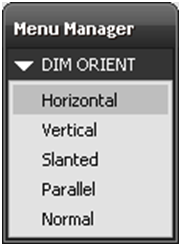 Menu Manager
DIM ORIENT
Horizontal
Vertical
Slanted
Parallel
Normal